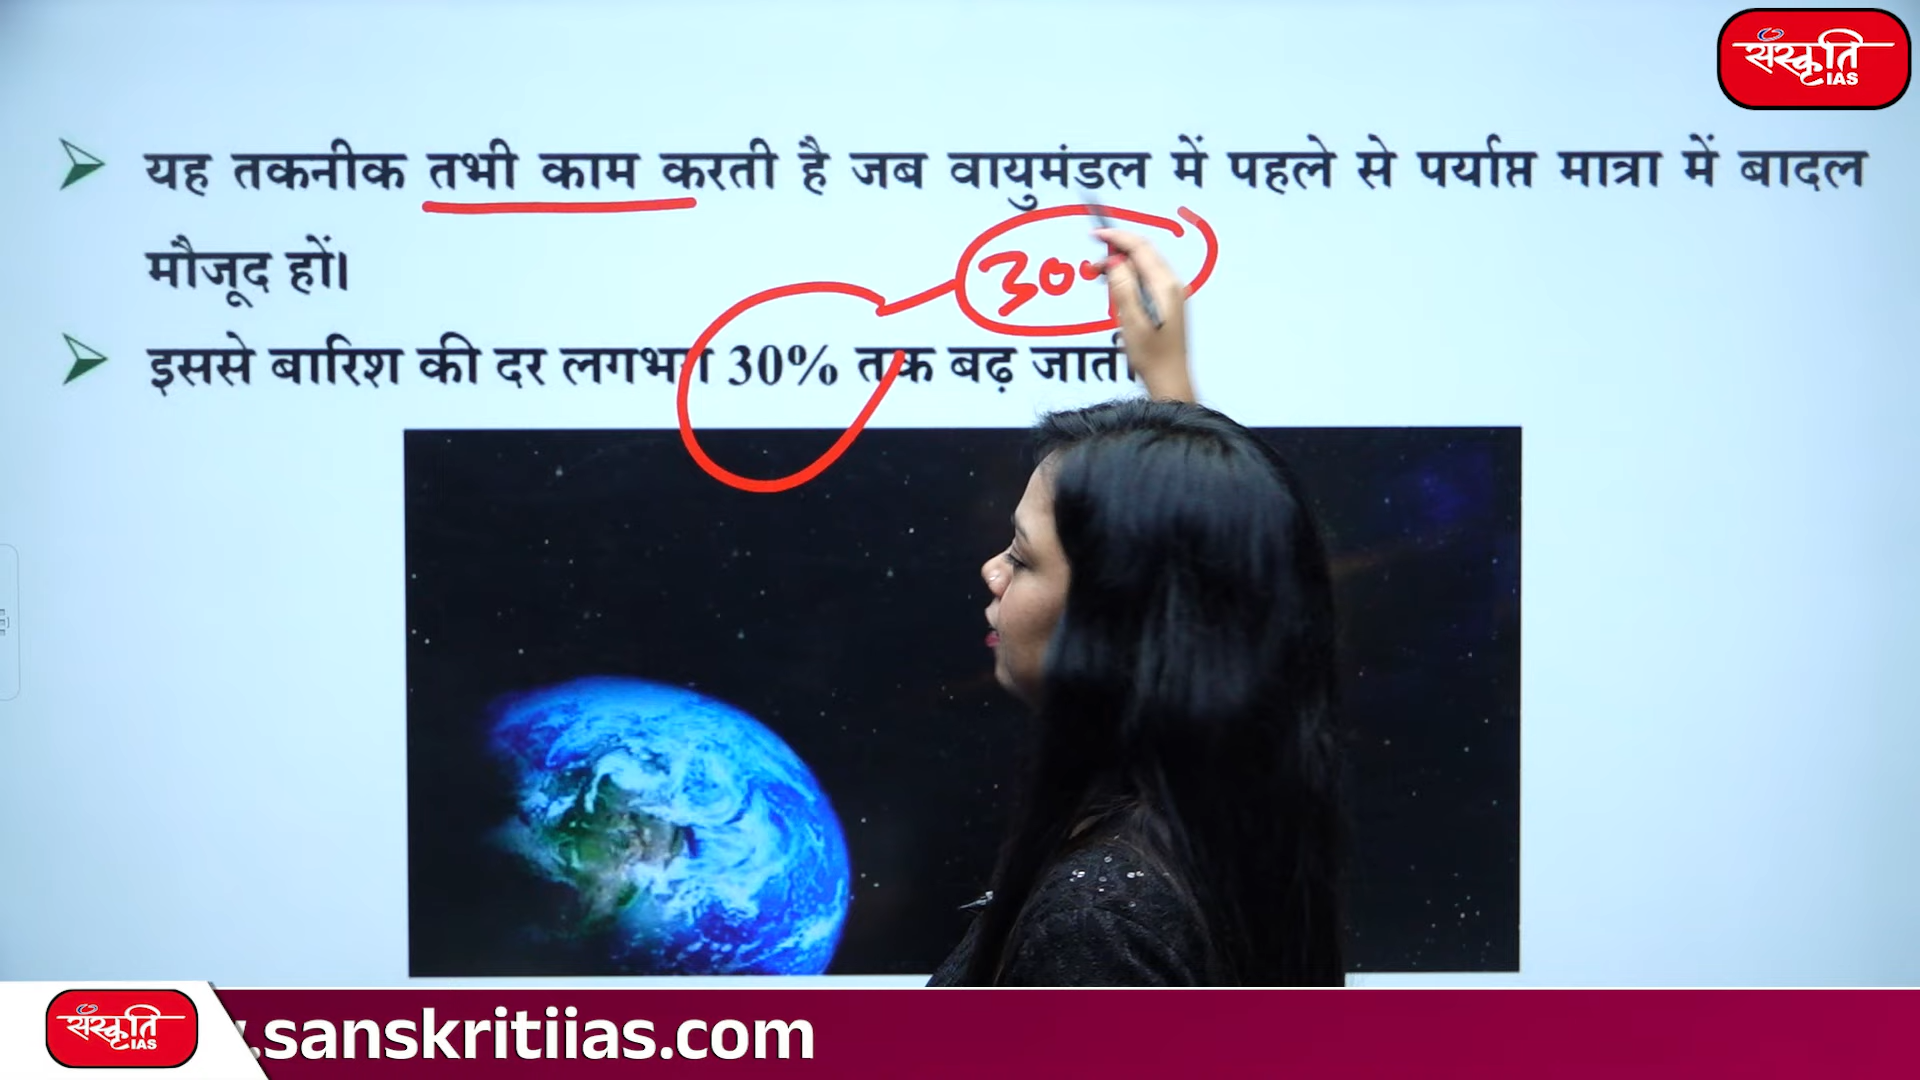 संस्कृति
IAS
यह तकनीक तभी काम करती है जब वायुमंडल में पहले से पर्याप्त मात्रा में बादल
मौजूद हों।
30
इससे बारिश की दर लगभग 30% तक बढ़ जाती
संस्कृति
IAS
.sanskritiias.com